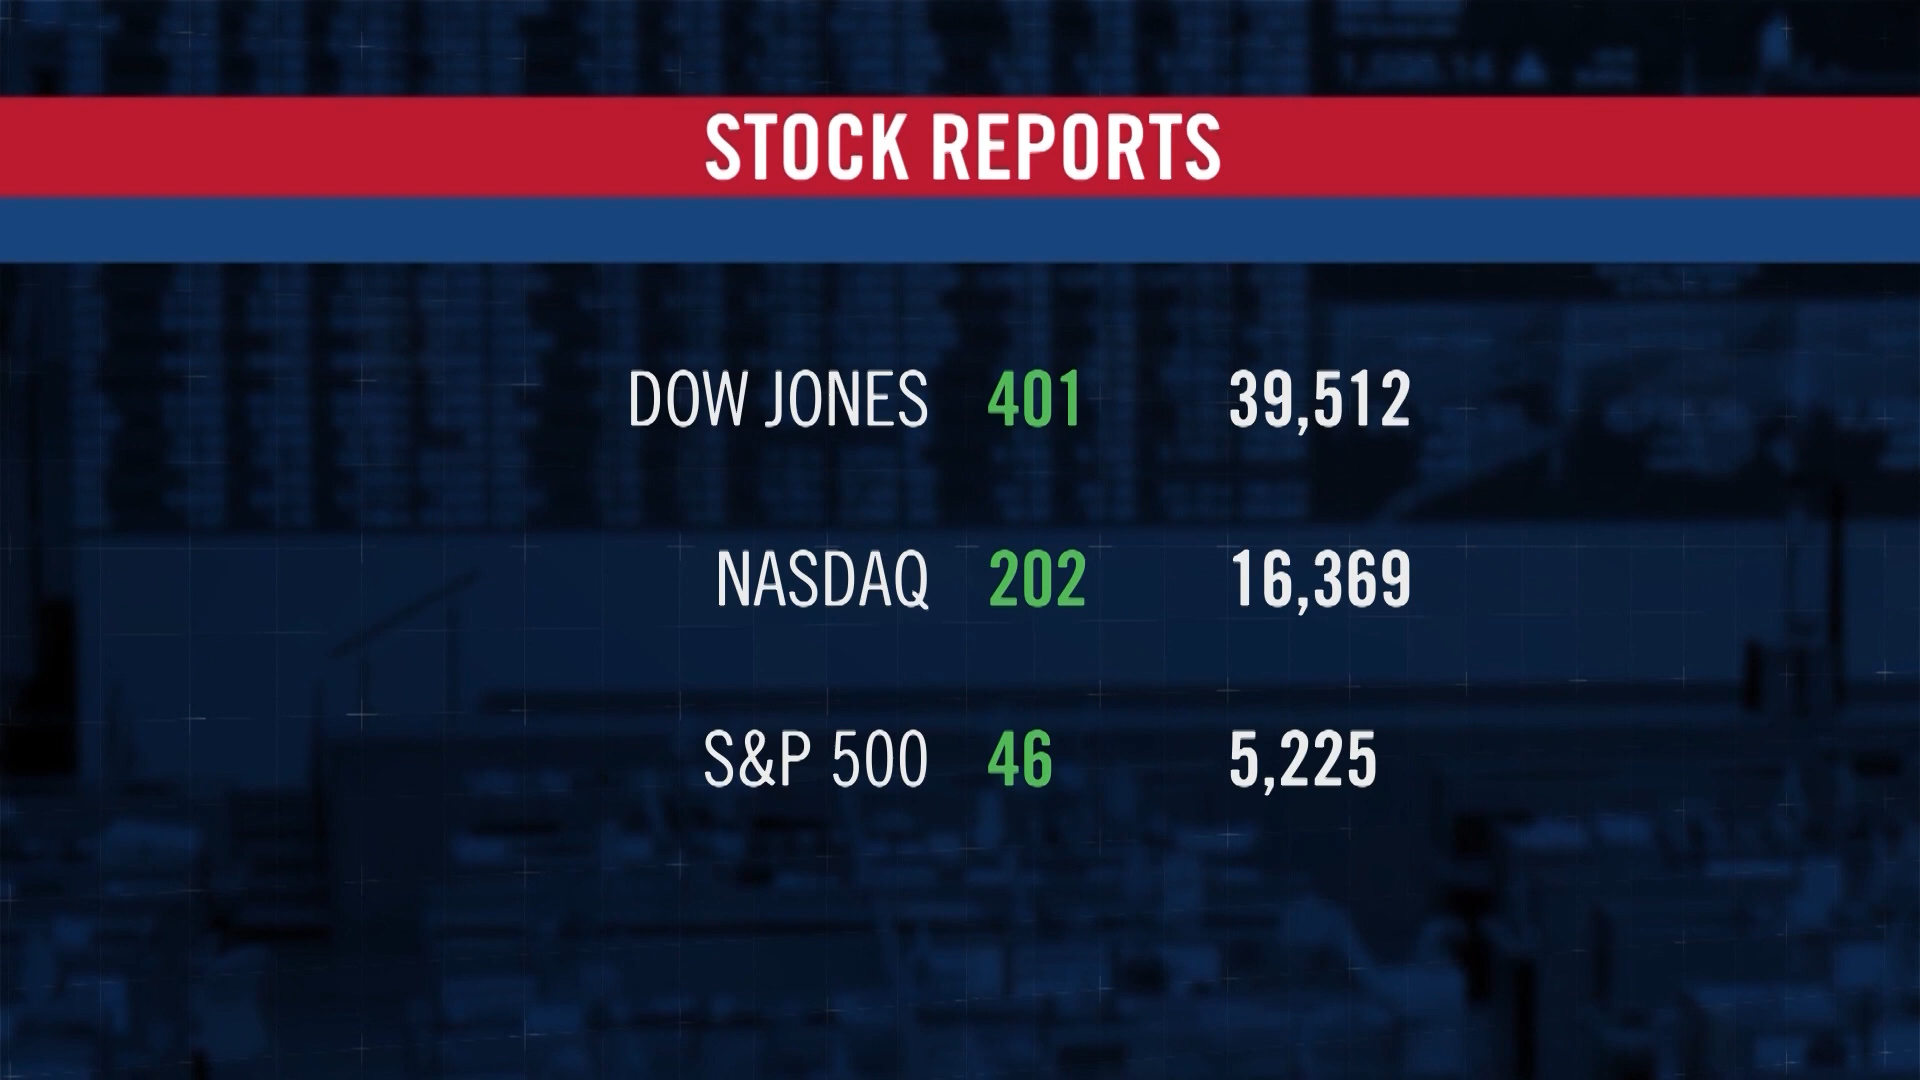 STOCK REPORTS
DOW JONES 401 39,512
NASDAQ 202 16,369
S&P 500 46 5,225